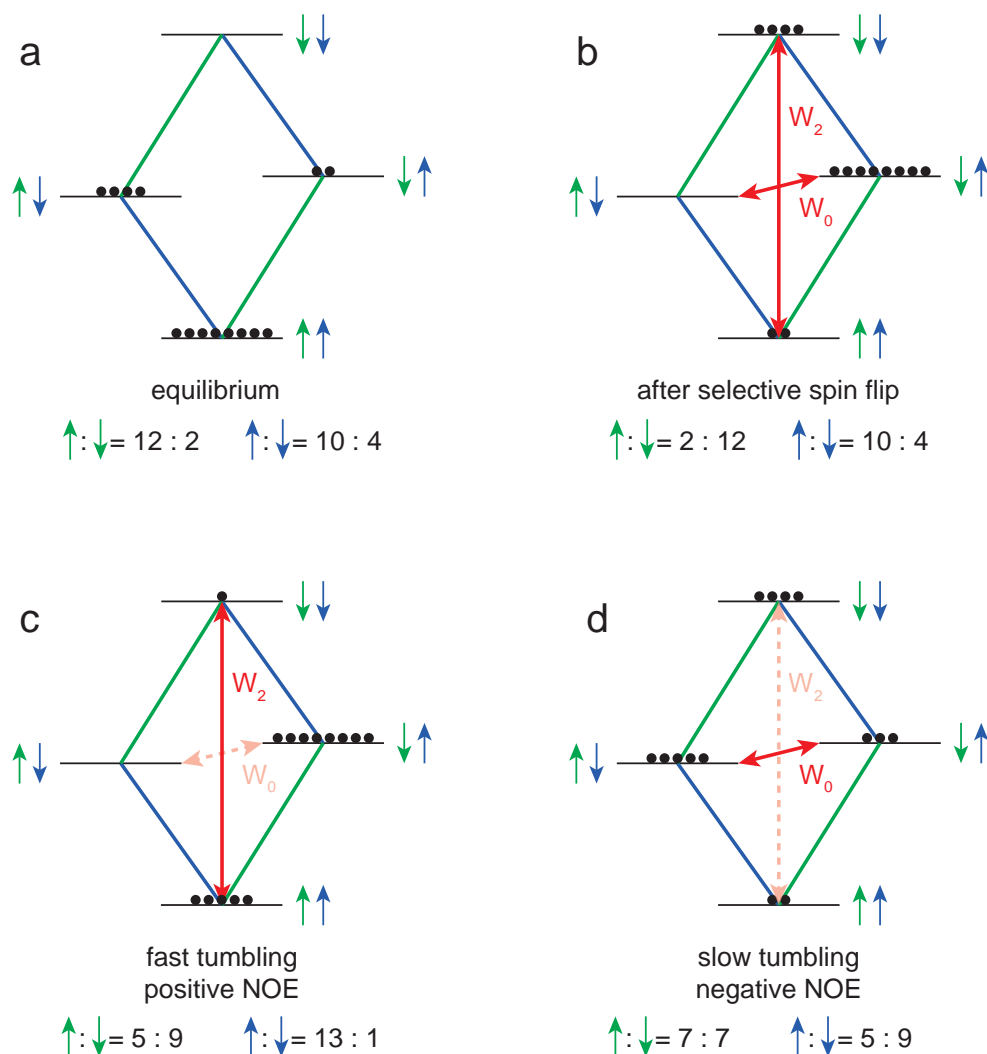 a
equilibrium
: = 12 : 2 : = 10 : 4
b
W2
W0
after selective spin flip
: = 2 : 12 : = 10 : 4
c
W2
W0
fast tumbling
positive NOE
: = 5 : 9 : = 13 : 1
d
W2
W0
slow tumbling
negative NOE
: = 7 : 7 : = 5 : 9